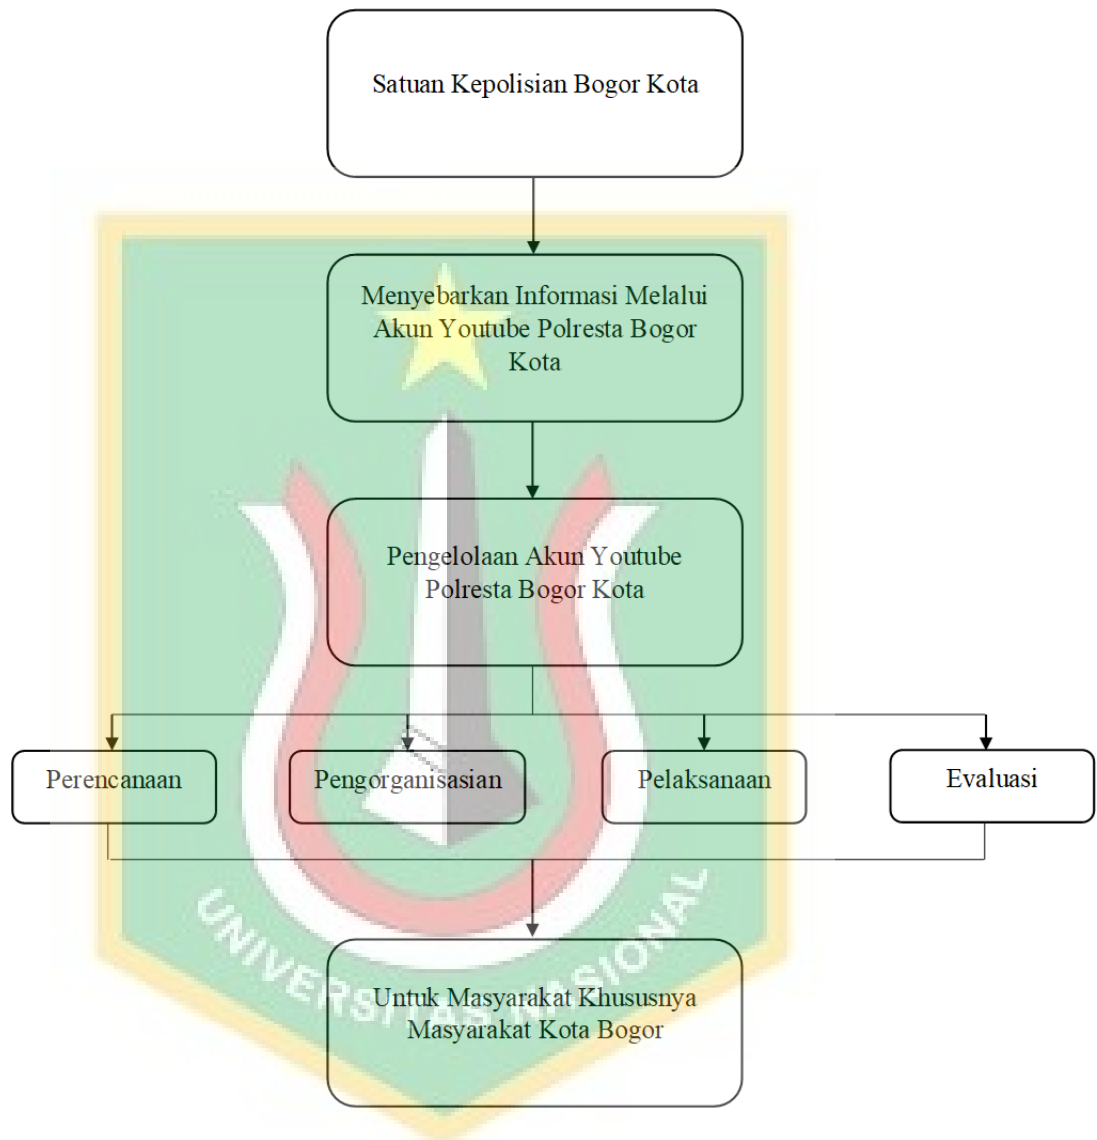 Satuan Kepolisian Bogor Kota
Menyebarkan Informasi Melalui
Akun Youtube Polresta Bogor
Kota
Pengelolaan Akun Youtube
Polresta Bogor Kota
Perencanaan
Pengorganisasian
Pelaksanaan
Evaluasi
UNIVERSITAS NASIONAL
Untuk Masyarakat Khususnya
Masyarakat Kota Bogor